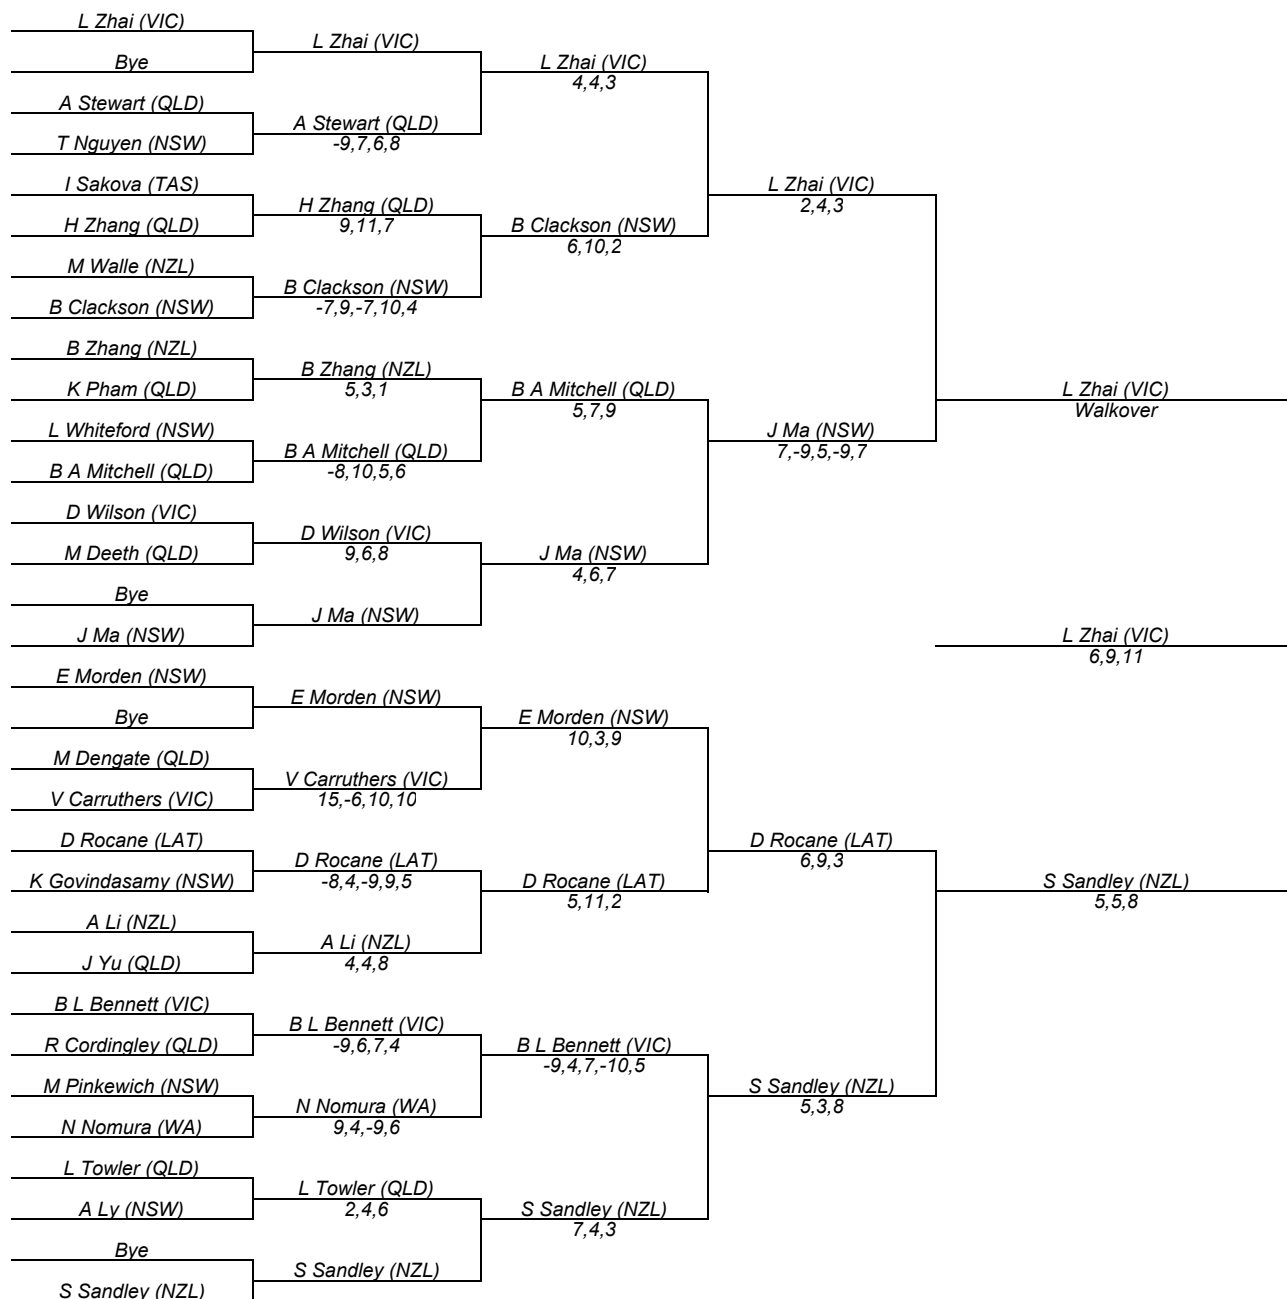 L Zhai (VIC)
Bye
A Stewart (QLD)
T Nguyen (NSW)
I Sakova (TAS)
H Zhang (QLD)
M Walle (NZL)
B Clackson (NSW)
B Zhang (NZL)
K Pham (QLD)
L Whiteford (NSW)
B A Mitchell (QLD)
D Wilson (VIC)
M Deeth (QLD)
Bye
J Ma (NSW)
E Morden (NSW)
Bye
M Dengate (QLD)
V Carruthers (VIC)
D Rocane (LAT)
K Govindasamy (NSW)
A Li (NZL)
J Yu (QLD)
B L Bennett (VIC)
R Cordingley (QLD)
M Pinkewich (NSW)
N Nomura (WA)
L Towler (QLD)
A Ly (NSW)
Bye
S Sandley (NZL)
L Zhai (VIC)
A Stewart (QLD)
-9,7,6,8
H Zhang (QLD)
9,11,7
B Clackson (NSW)
-7,9,-7,10,4
B Zhang (NZL)
5,3,1
B A Mitchell (QLD)
-8,10,5,6
D Wilson (VIC)
9,6,8
J Ma (NSW)
E Morden (NSW)
V Carruthers (VIC)
15,-6,10,10
D Rocane (LAT)
-8,4,-9,9,5
A Li (NZL)
4,4,8
B L Bennett (VIC)
-9,6,7,4
N Nomura (WA)
9,4,-9,6
L Towler (QLD)
2,4,6
S Sandley (NZL)
L Zhai (VIC)
4,4,3
B Clackson (NSW)
6,10,2
B A Mitchell (QLD)
5,7,9
J Ma (NSW)
4,6,7
E Morden (NSW)
10,3,9
D Rocane (LAT)
5,11,2
B L Bennett (VIC)
-9,4,7,-10,5
S Sandley (NZL)
7,4,3
L Zhai (VIC)
2,4,3
J Ma (NSW)
7,-9,5,-9,7
D Rocane (LAT)
6,9,3
S Sandley (NZL)
5,3,8
L Zhai (VIC)
Walkover
L Zhai (VIC)
6,9,11
S Sandley (NZL)
5,5,8